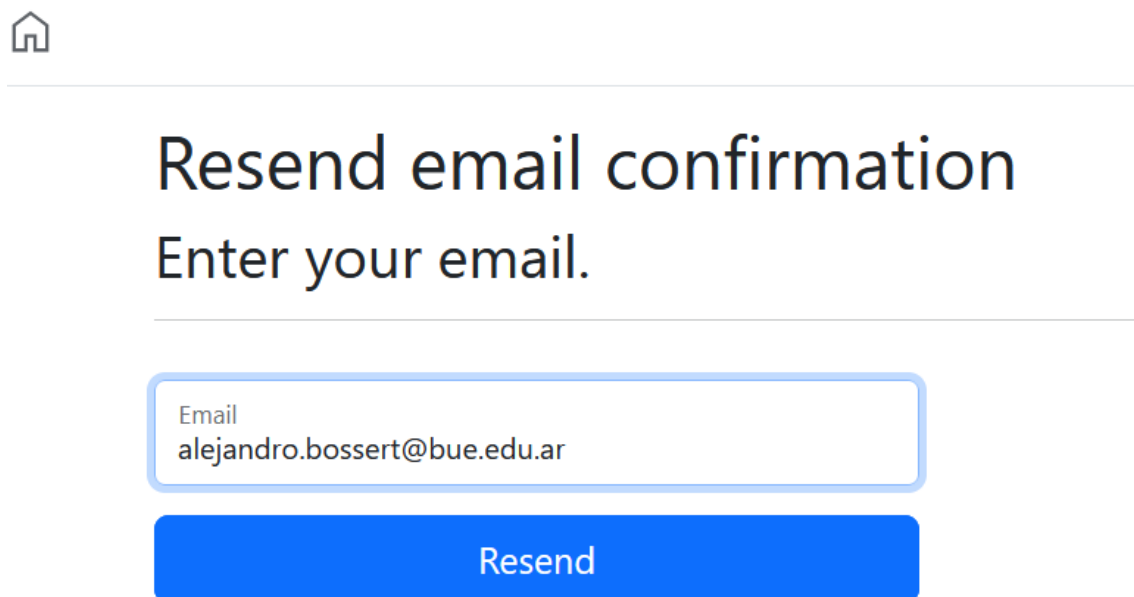 Resend email confirmation
Enter your email.
Email
alejandro.bossert@bue.edu.ar
Resend